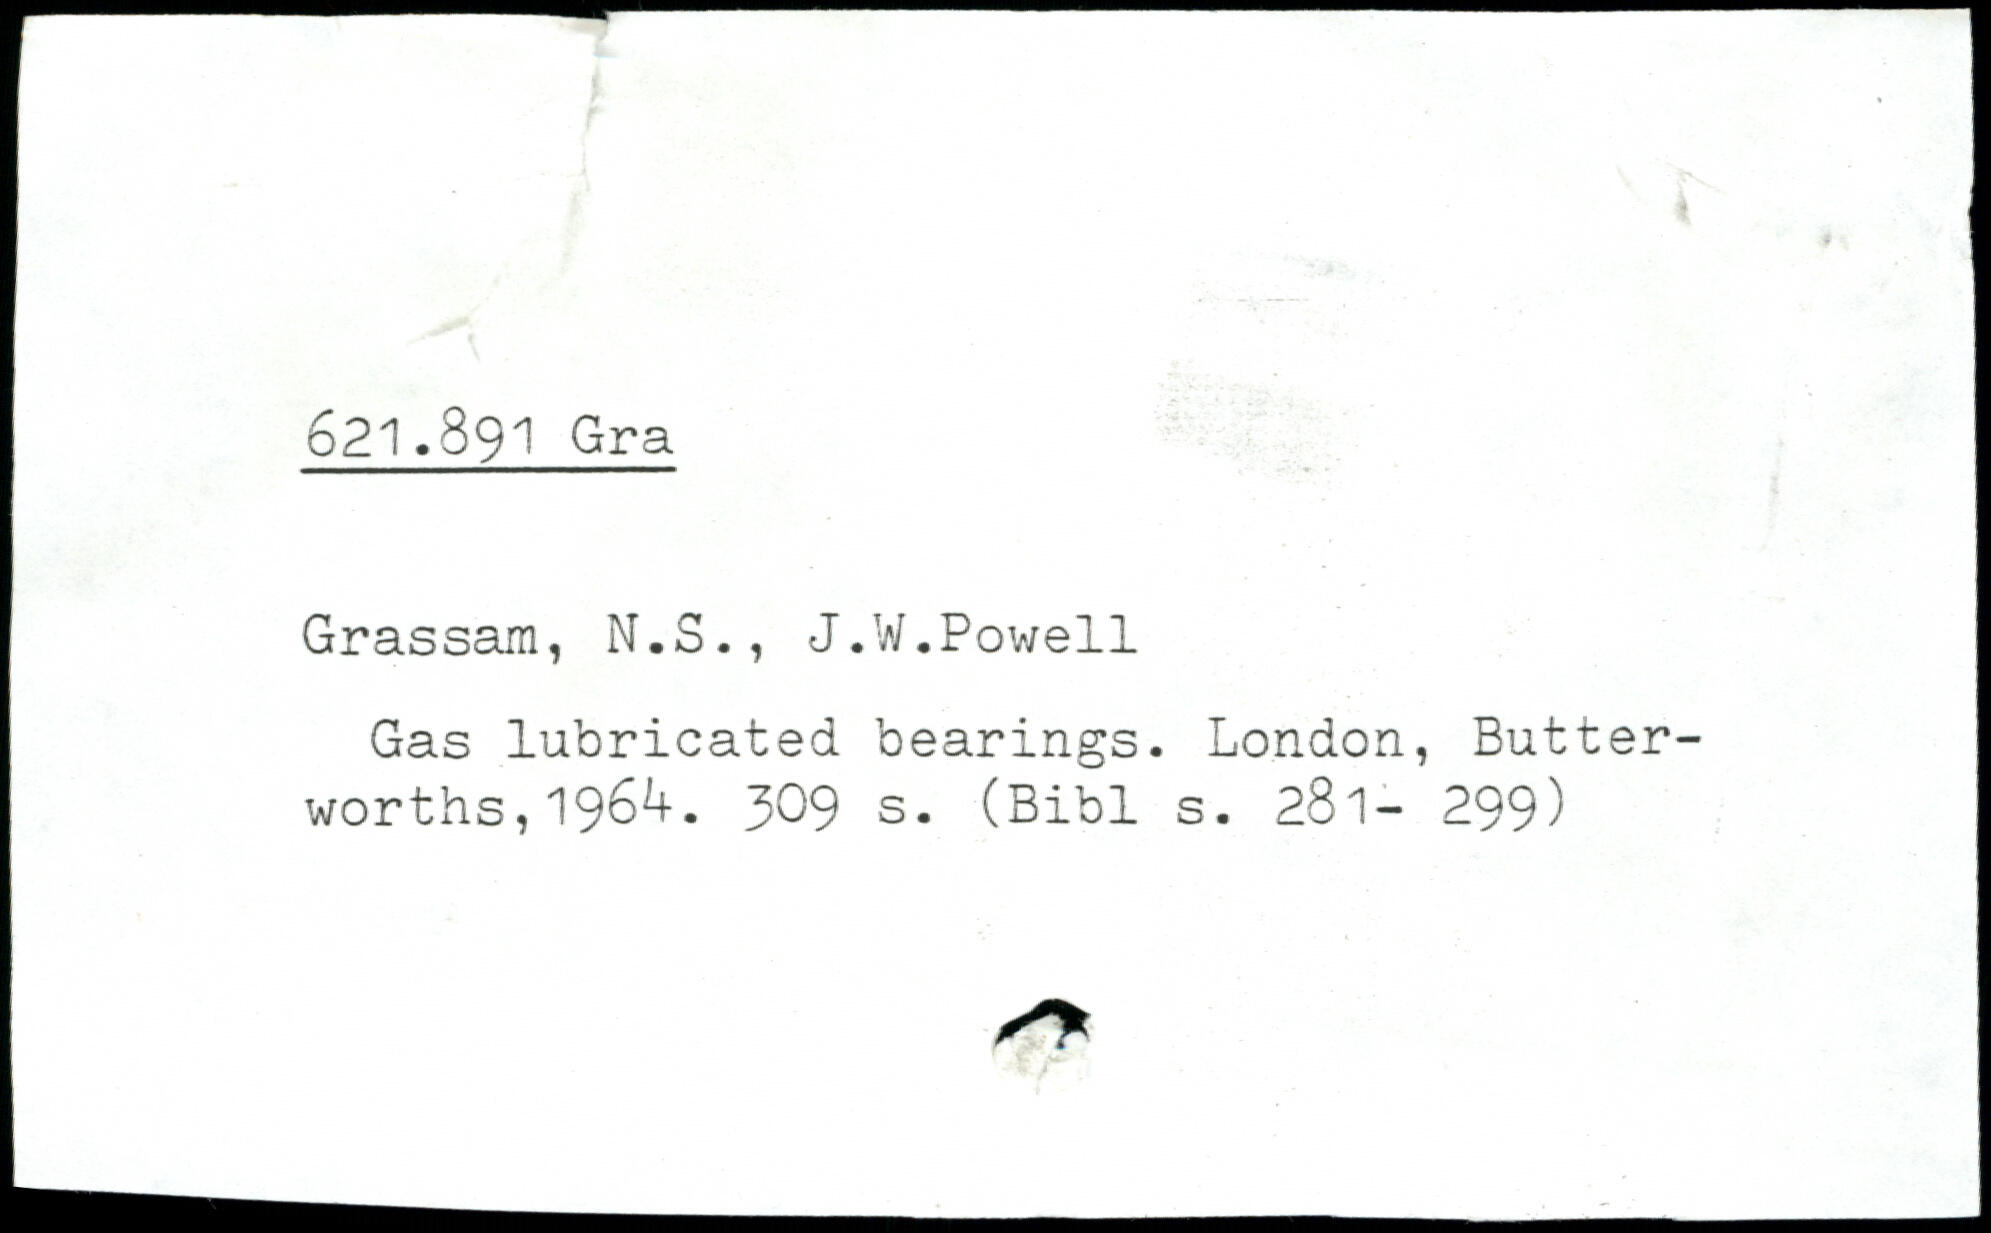 621.891 Gra
Grassam, N.S., J.W.Powell
Gas lubricated bearings. London, Butter-
worths,1964. 309 s. (Bibl s. 281- 299)